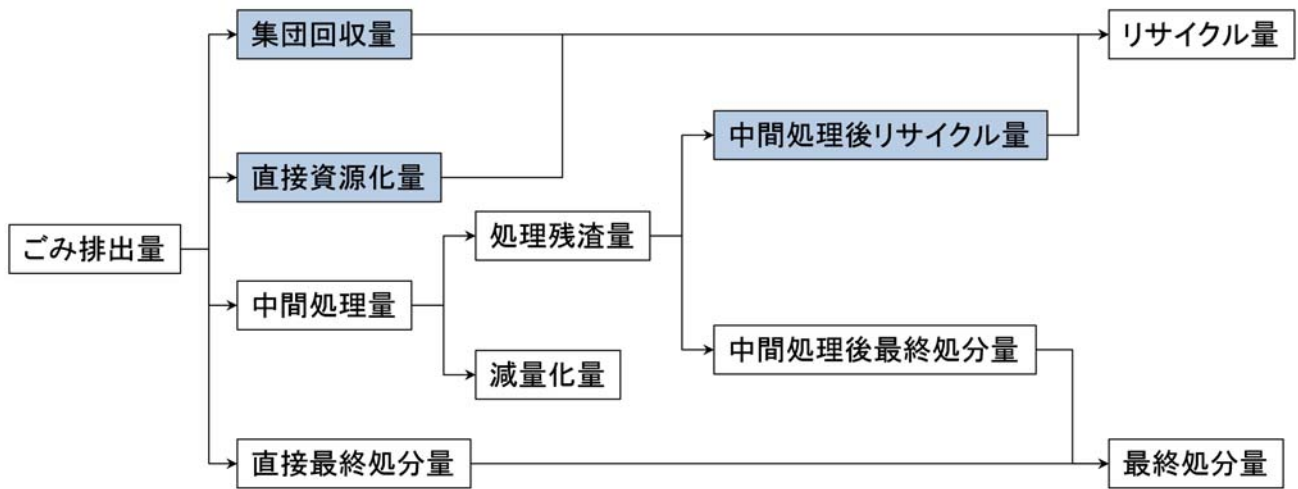 集団回収量
リサイクル量
中間処理後リサイクル量
直接資源化量
処理残渣量
ごみ排出量
中間処理量
中間処理後最終処分量
減量化量
直接最終処分量
最終処分量